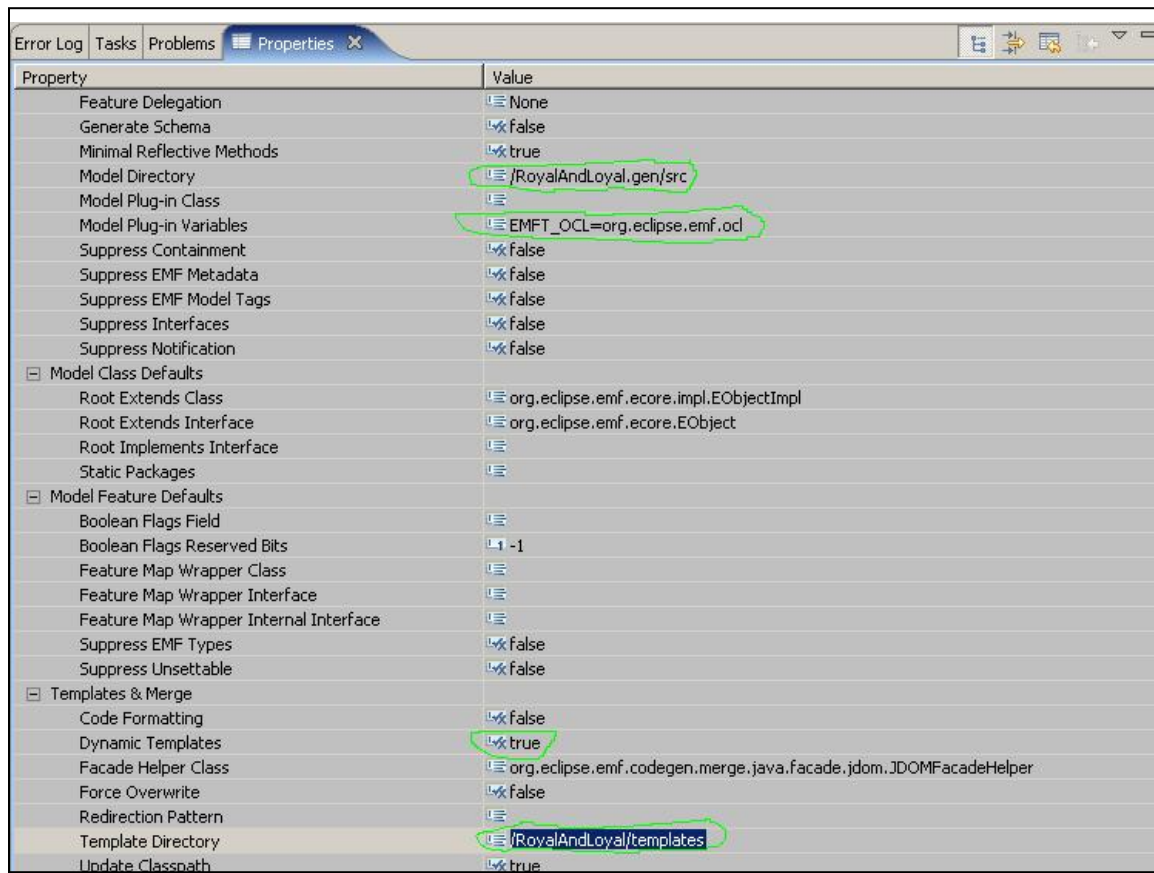 Error Log Tasks Problems Properties
Property Value
Feature Delegation None
Generate Schema false
Minimal Reflective Methods true
Model Directory /RoyalAndLoyal.gen/src
Model Plug-in Class
Model Plug-in Variables EMFT_OCL=org.eclipse.emf.ocl
Suppress Containment false
Suppress EMF Metadata false
Suppress EMF Model Tags false
Suppress Interfaces false
Suppress Notification false
Model Class Defaults
Root Extends Class org.eclipse.emf.ecore.impl.EObjectImpl
Root Extends Interface org.eclipse.emf.ecore.EObject
Root Implements Interface
Static Packages
Model Feature Defaults
Boolean Flags Field
Boolean Flags Reserved Bits -1
Feature Map Wrapper Class
Feature Map Wrapper Interface
Feature Map Wrapper Internal Interface
Suppress EMF Types false
Suppress Unsettable false
Templates & Merge
Code Formatting false
Dynamic Templates true
Facade Helper Class org.eclipse.emf.codegen.merge.java.facade.jdom.JDOMFacadeHelper
Force Overwrite false
Redirection Pattern
Template Directory /RoyalAndLoyal/templates
Update Classpath true